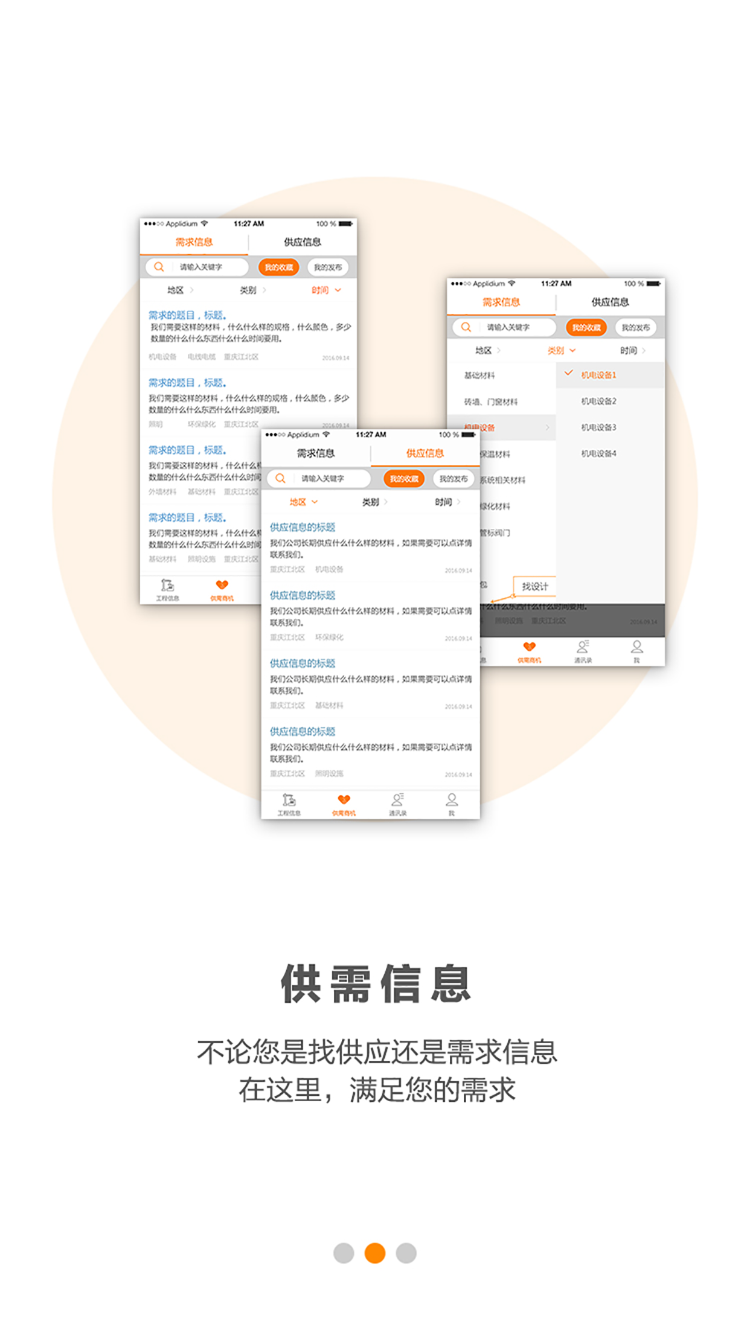 Applidium 11:27 AM 100 %
需求信息 供应信息
请输入关键字 我的收藏 我的发布
地区 类别 时间
需求的题目,标题。
我们需要这样的材料,什么什么样的规格,什么颜色,多少
数量的什么什么东西什么什么时间要用。
机电设备 电线电缆 重庆江北区 2016.09.14
需求的题目,标题。
我们需要这样的材料,什么什么样的规格,什么颜色,多少
数量的什么什么东西什么什么时间要用。
照明 环保绿化 重庆江北区 2016.09.14
需求的题目,标题。
我们需要这样的材料,什么什么
数量的什么什么东西什么什么时
外墙材料 基础材料 重庆江北区
需求的题目,标题。
我们需要这样的材料,什么什么
数量的什么什么东西什么什么时间
基础材料 照明设施 重庆江北区
工程信息 供需商机
Applidium 11:27 AM 100 %
需求信息 供应信息
请输入关键字 我的收藏 我的发布
地区 类别 时间
基础材料 机电设备1
砖墙、门窗材料 机电设备2
机电设备 机电设备3
保温材料 机电设备4
系统相关材料
绿化材料
管标阀门
包 找设计
什么什么东西什么什么时间要用。
照明设施 重庆江北区 2016.09.14
息 供需商机 通讯录 我
Applidium 11:27 AM 100 %
需求信息 供应信息
请输入关键字 我的收藏 我的发布
地区 类别 时间
供应信息的标题
我们公司长期供应什么什么样的材料,如果需要可以点详情
联系我们。
重庆江北区 机电设备 2016.09.14
供应信息的标题
我们公司长期供应什么什么样的材料,如果需要可以点详情
联系我们。
重庆江北区 环保绿化 2016.09.14
供应信息的标题
我们公司长期供应什么什么样的材料,如果需要可以点详情
联系我们。
重庆江北区 基础材料 2016.09.14
供应信息的标题
我们公司长期供应什么什么样的材料,如果需要可以点详情
联系我们。
重庆江北区 照明设施 2016.09.14
工程信息 供需商机 通讯录 我
供需信息
不论您是找供应还是需求信息
在这里,满足您的需求